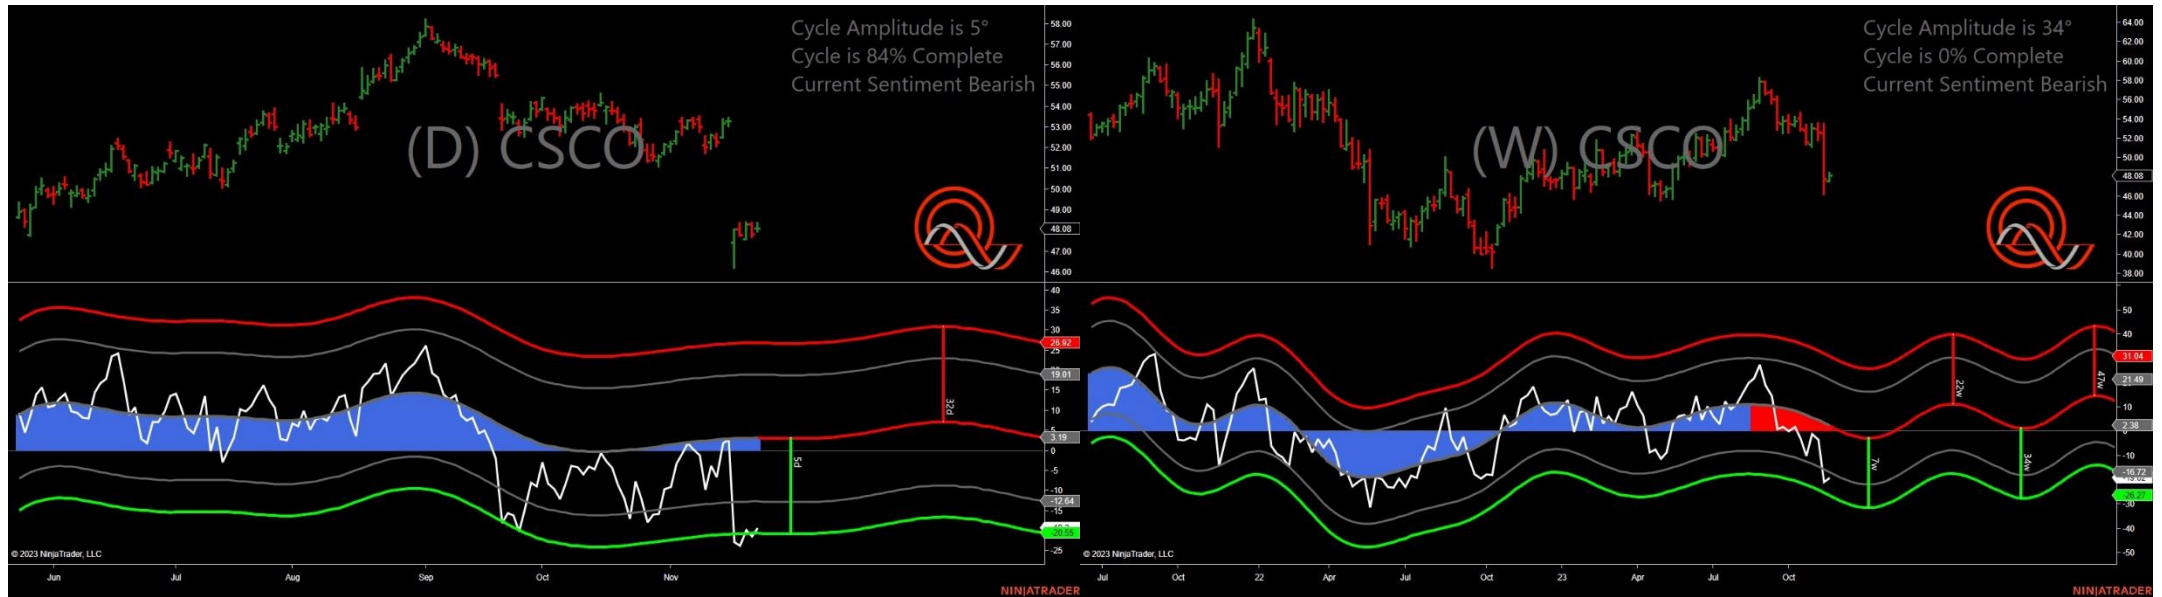 Cycle Amplitude is 5°
Cycle is 84% Complete
Current Sentiment Bearish
(D) CSCO
58.00
57.00
56.00
55.00
54.00
53.00
52.00
51.00
50.00
49.00
48.08
47.00
46.00
40
35
30
26.92
25
19.01
15
10
5
3.19
0
-5
-10
-12.64
-15
-20.55
-25
32d
5d
© 2023 NinjaTrader, LLC
Jun Jul Aug Sep Oct Nov
NINJATRADER
Cycle Amplitude is 34°
Cycle is 0% Complete
Current Sentiment Bearish
(W) CSCO
64.00
62.00
60.00
58.00
56.00
54.00
52.00
50.00
48.08
46.00
44.00
42.00
40.00
38.00
50
40
31.04
21.49
10
2.38
-10
-16.72
-26.27
-30
-40
-50
22w
47w
7w
34w
© 2023 NinjaTrader, LLC
Jul Oct 22 Apr Jul Oct 23 Apr Jul Oct
NINJATRADER